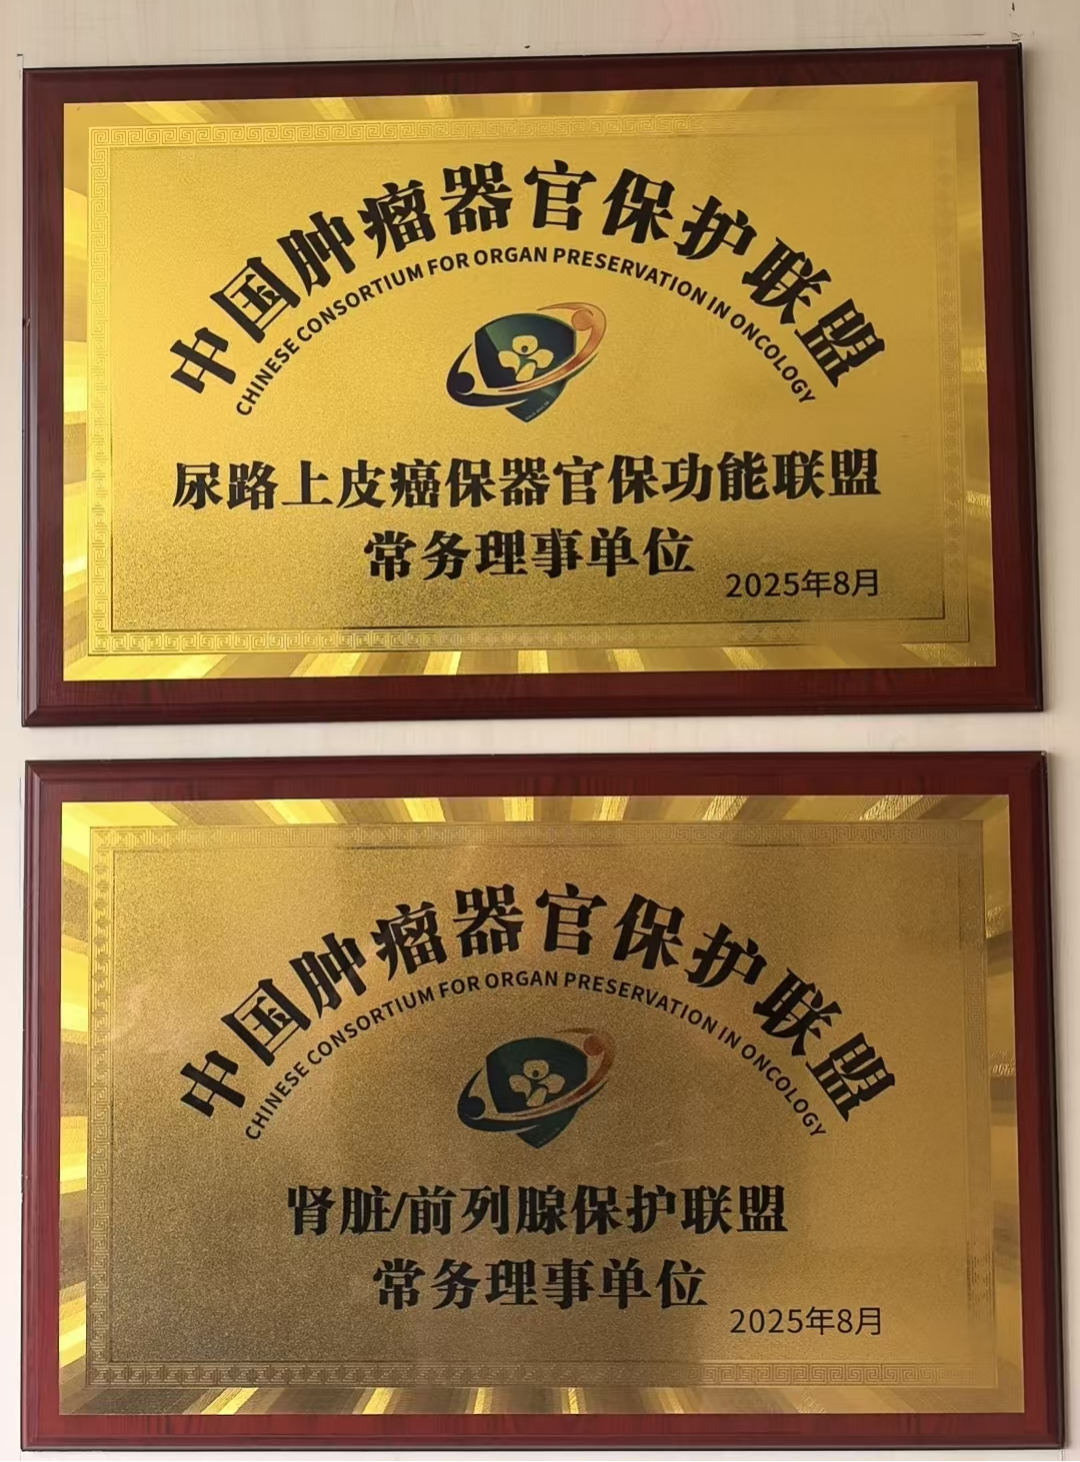 中国肿瘤器官保护联盟
CHINESE CONSORTIUM FOR ORGAN PRESERVATION IN ONCOLOGY
尿路上皮癌保器官保功能联盟
常务理事单位
2025年8月
中国肿瘤器官保护联盟
CHINESE CONSORTIUM FOR ORGAN PRESERVATION IN ONCOLOGY
肾脏/前列腺保护联盟
常务理事单位
2025年8月